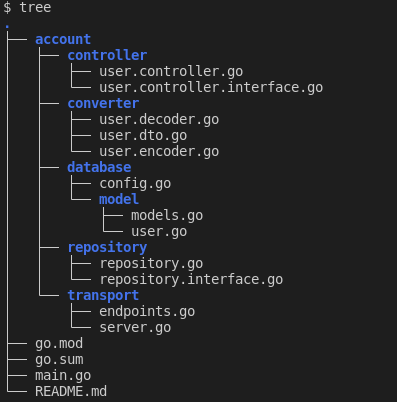 $ tree
.
├── account
│   ├── controller
│   │   ├── user.controller.go
│   │   └── user.controller.interface.go
│   ├── converter
│   │   ├── user.decoder.go
│   │   ├── user.dto.go
│   │   └── user.encoder.go
│   ├── database
│   │   ├── config.go
│   │   └── model
│   │       ├── models.go
│   │       └── user.go
│   ├── repository
│   │   ├── repository.go
│   │   └── repository.interface.go
│   └── transport
│       ├── endpoints.go
│       └── server.go
├── go.mod
├── go.sum
├── main.go
└── README.md